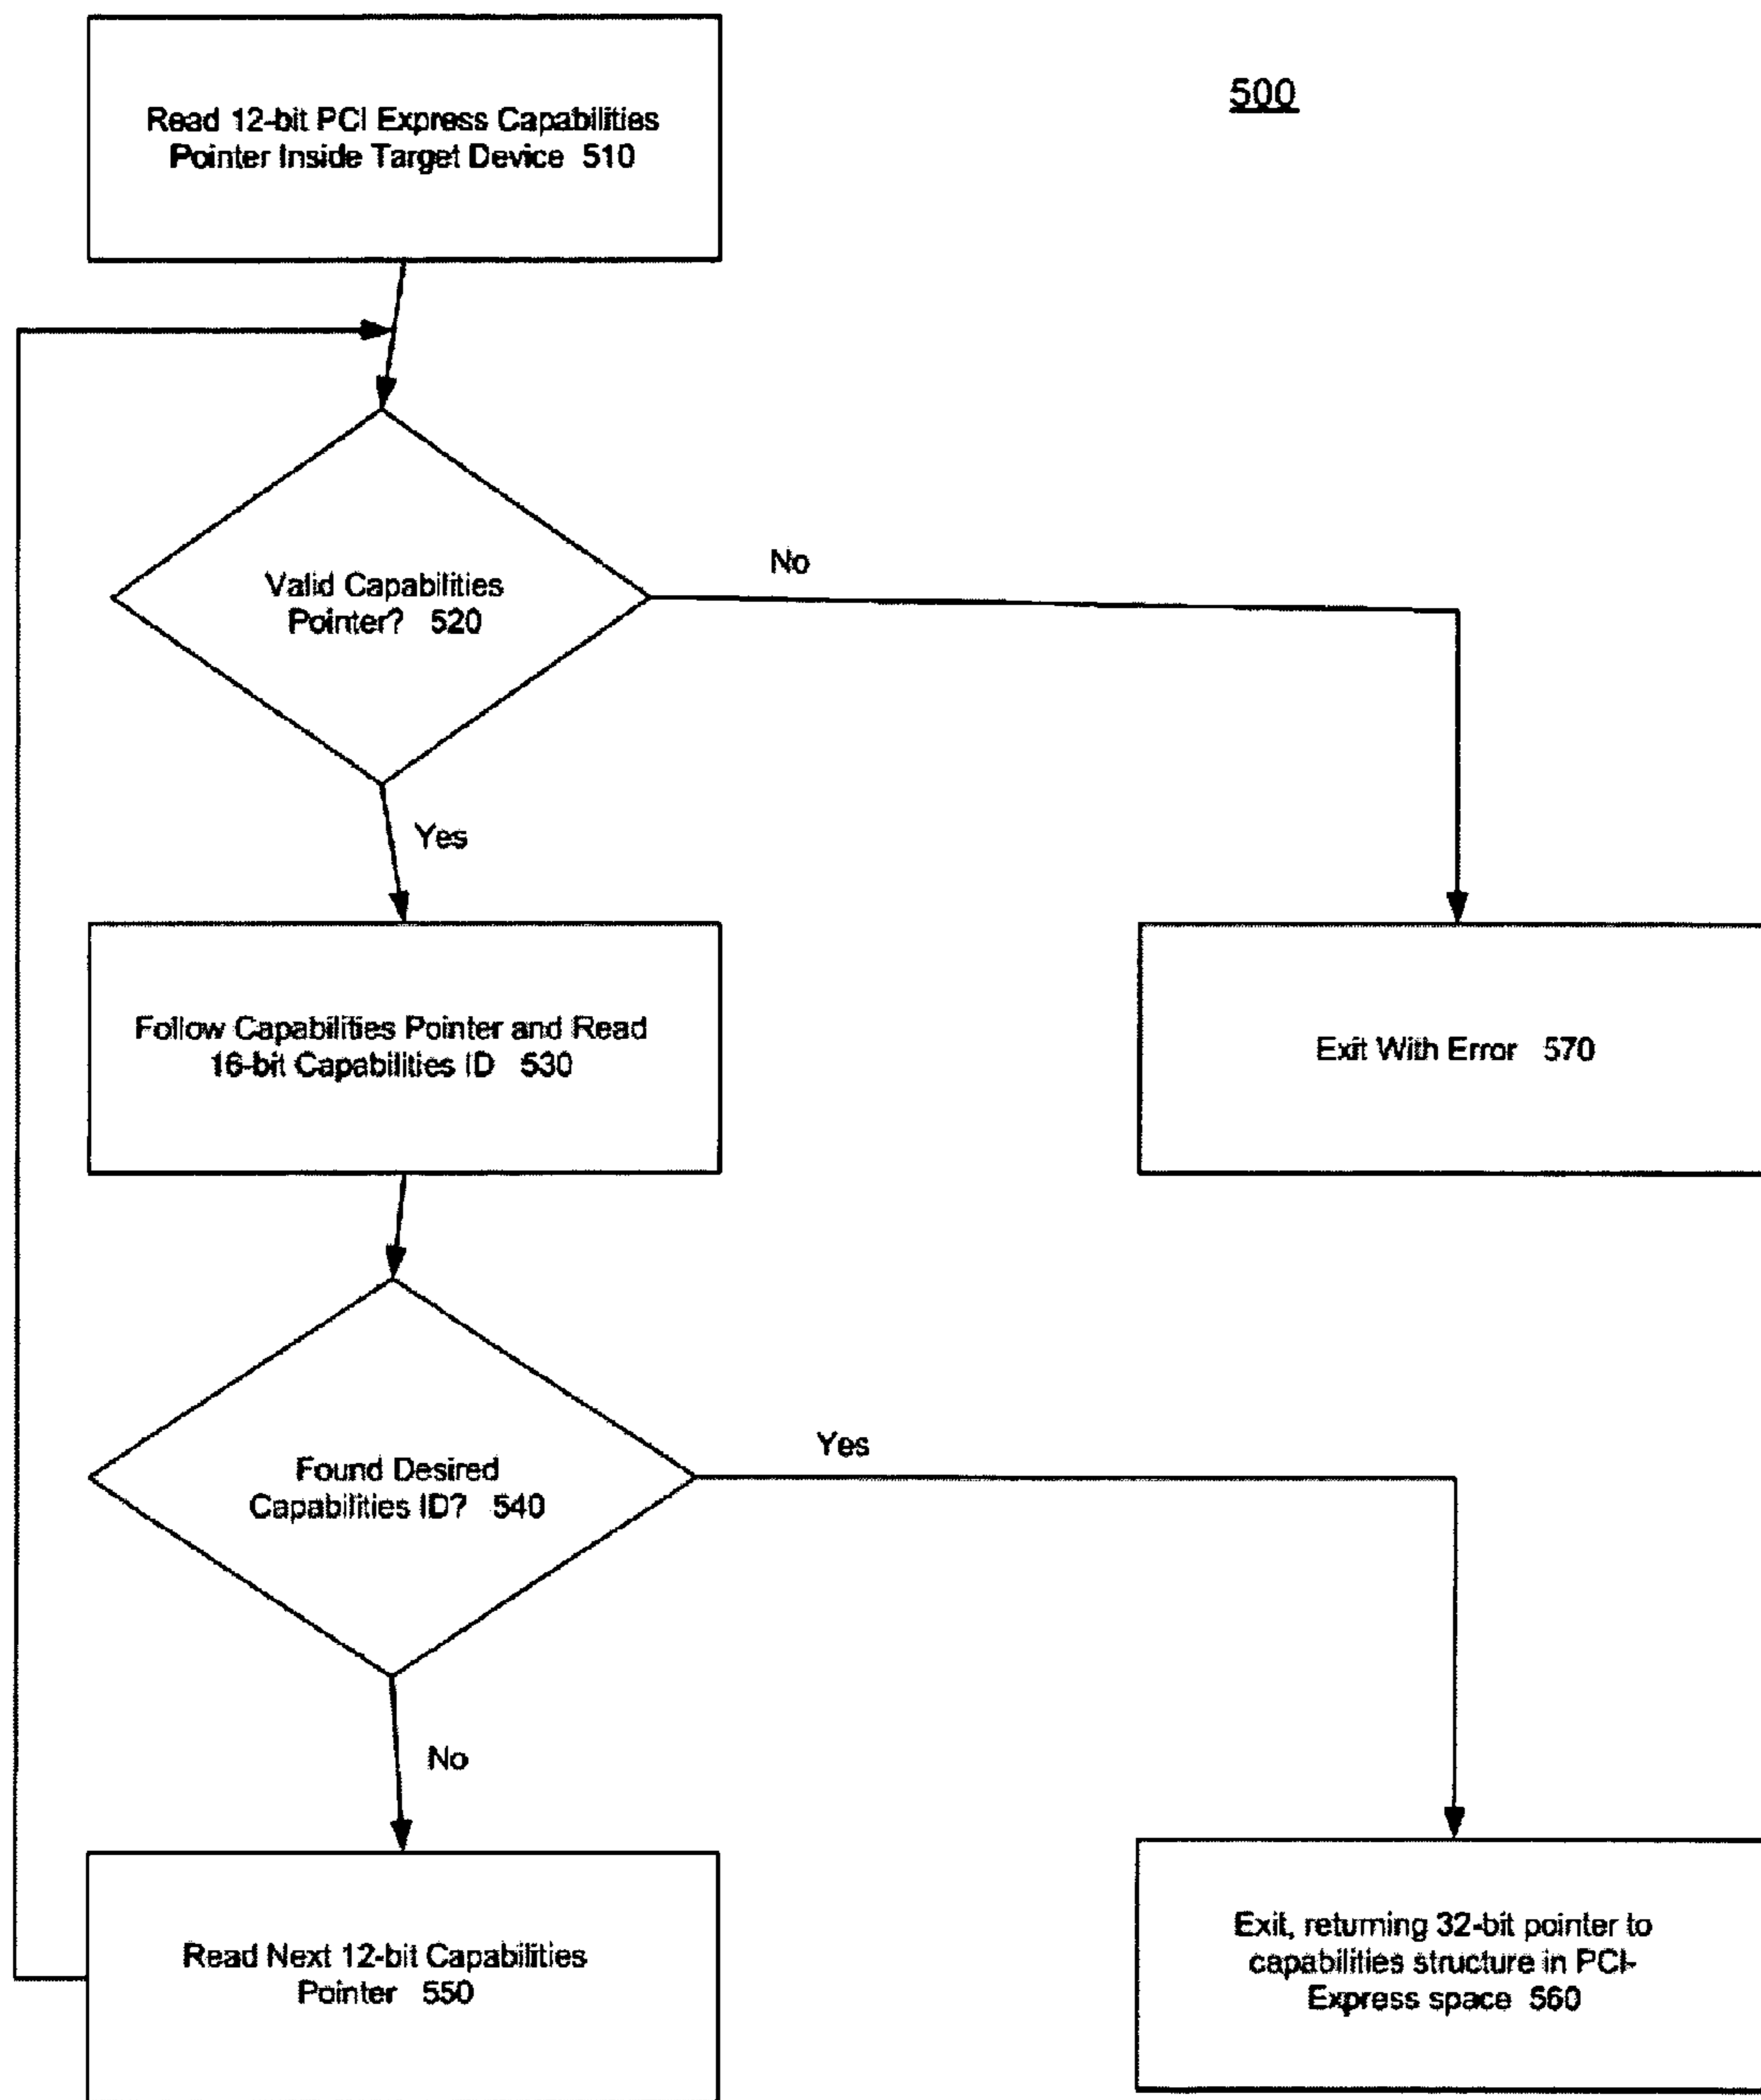 Read 12-bit PCI Express Capabilities
Pointer Inside Target Device 510
500
Valid Capabilities
Pointer? 520
No
Yes
Follow Capabilities Pointer and Read
16-bit Capabilities ID 530
Exit With Error 570
Found Desired
Capabilities ID? 540
Yes
No
Read Next 12-bit Capabilities
Pointer 550
Exit, returning 32-bit pointer to
capabilities structure in PCI-
Express space 560